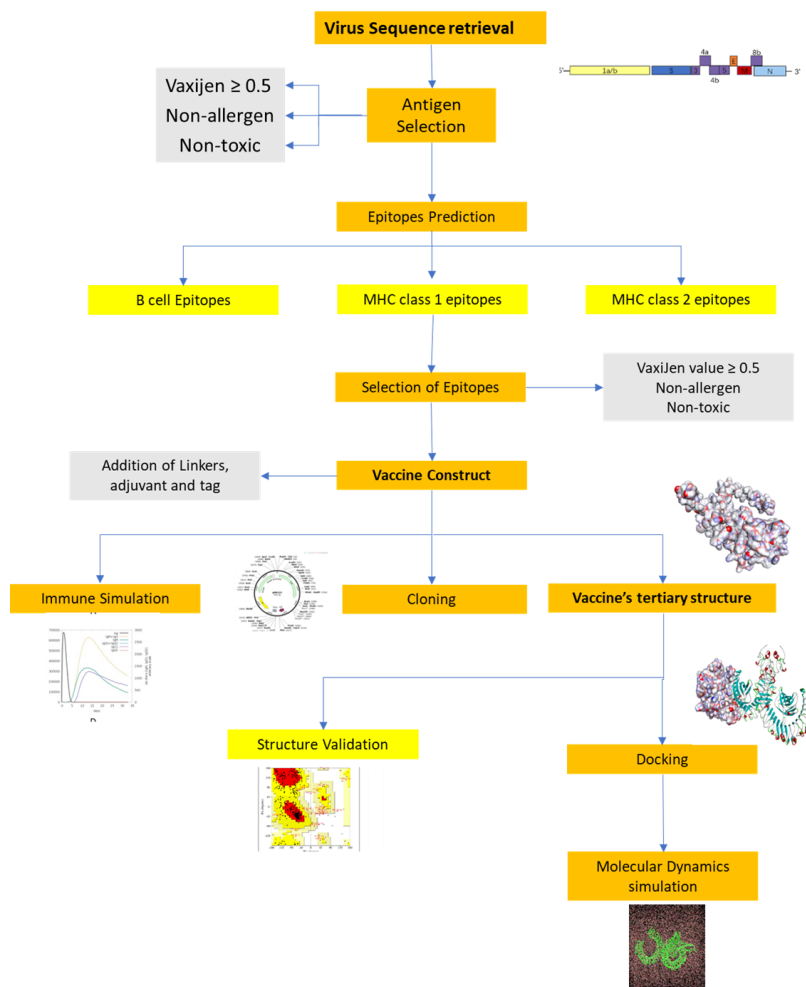 Virus Sequence retrieval
4a
8b
E
5'
1a/b
S
3
5
M
N
3'
4b
Vaxijen ≥ 0.5
Non-allergen
Non-toxic
Antigen
Selection
Epitopes Prediction
B cell Epitopes
MHC class 1 epitopes
MHC class 2 epitopes
Selection of Epitopes
VaxiJen value ≥ 0.5
Non-allergen
Non-toxic
Addition of Linkers,
adjuvant and tag
Vaccine Construct
Immune Simulation
Cloning
Vaccine's tertiary structure
Structure Validation
Docking
Molecular Dynamics
simulation